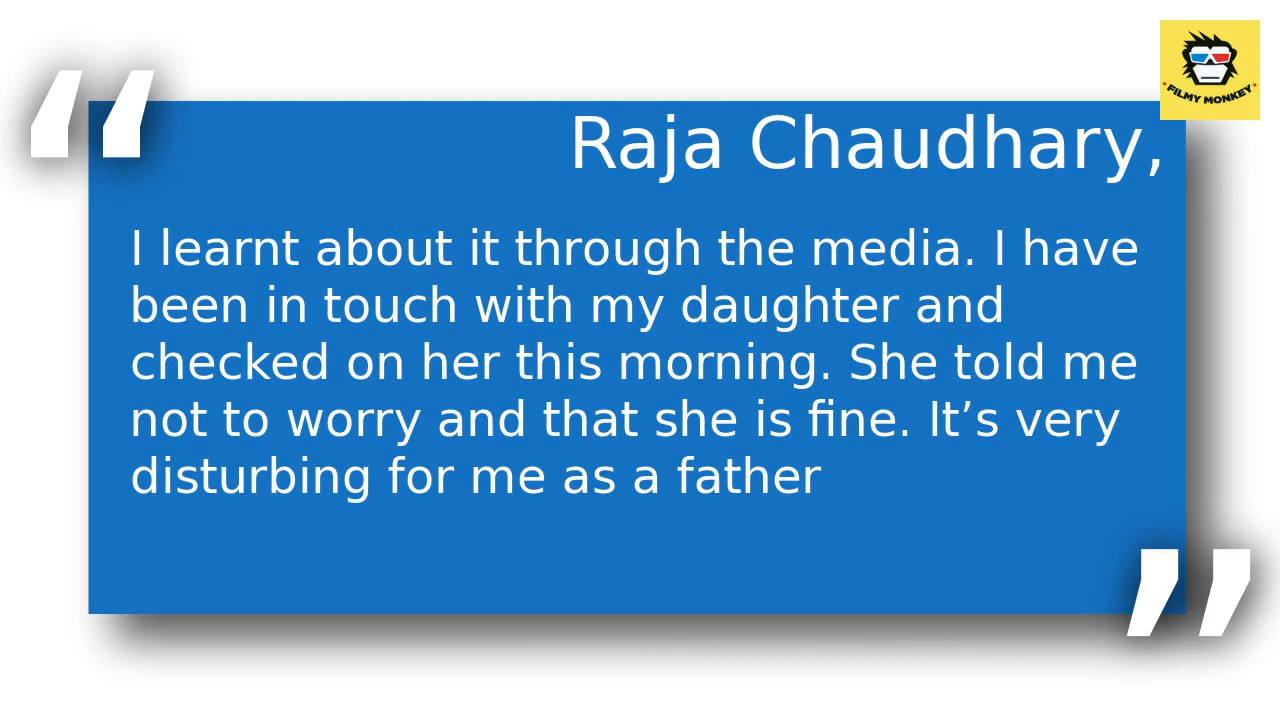 FILMY MONKEY
“
Raja Chaudhary,
I learnt about it through the media. I have
been in touch with my daughter and
checked on her this morning. She told me
not to worry and that she is fine. It’s very
disturbing for me as a father
”